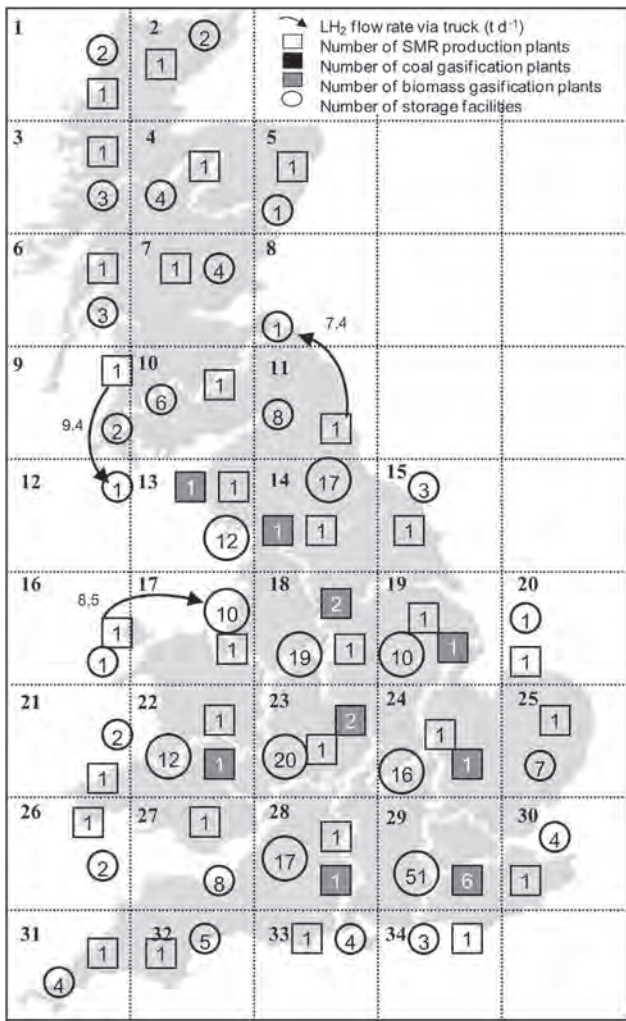 LH₂ flow rate via truck (t d⁻¹)
Number of SMR production plants
Number of coal gasification plants
Number of biomass gasification plants
Number of storage facilities
1 2 1
2 2 1
3 1 3
4 1 4
5 1 1
6 1 3
7 1 4
8 1 7,4
9 1 2 9.4
10 1 6
11 8 1
12 1
13 1 1 12
14 17 1 1
15 3 1
16 8,5 1 1
17 10 1
18 2 19 1
19 1 10 1
20 1 1
21 2 1
22 1 12 1
23 2 20 1
24 1 16 1
25 1 7
26 1 2
27 1 8
28 1 17 1
29 51 6
30 4 1
31 1 4
32 1 5
33 1 4
34 3 1